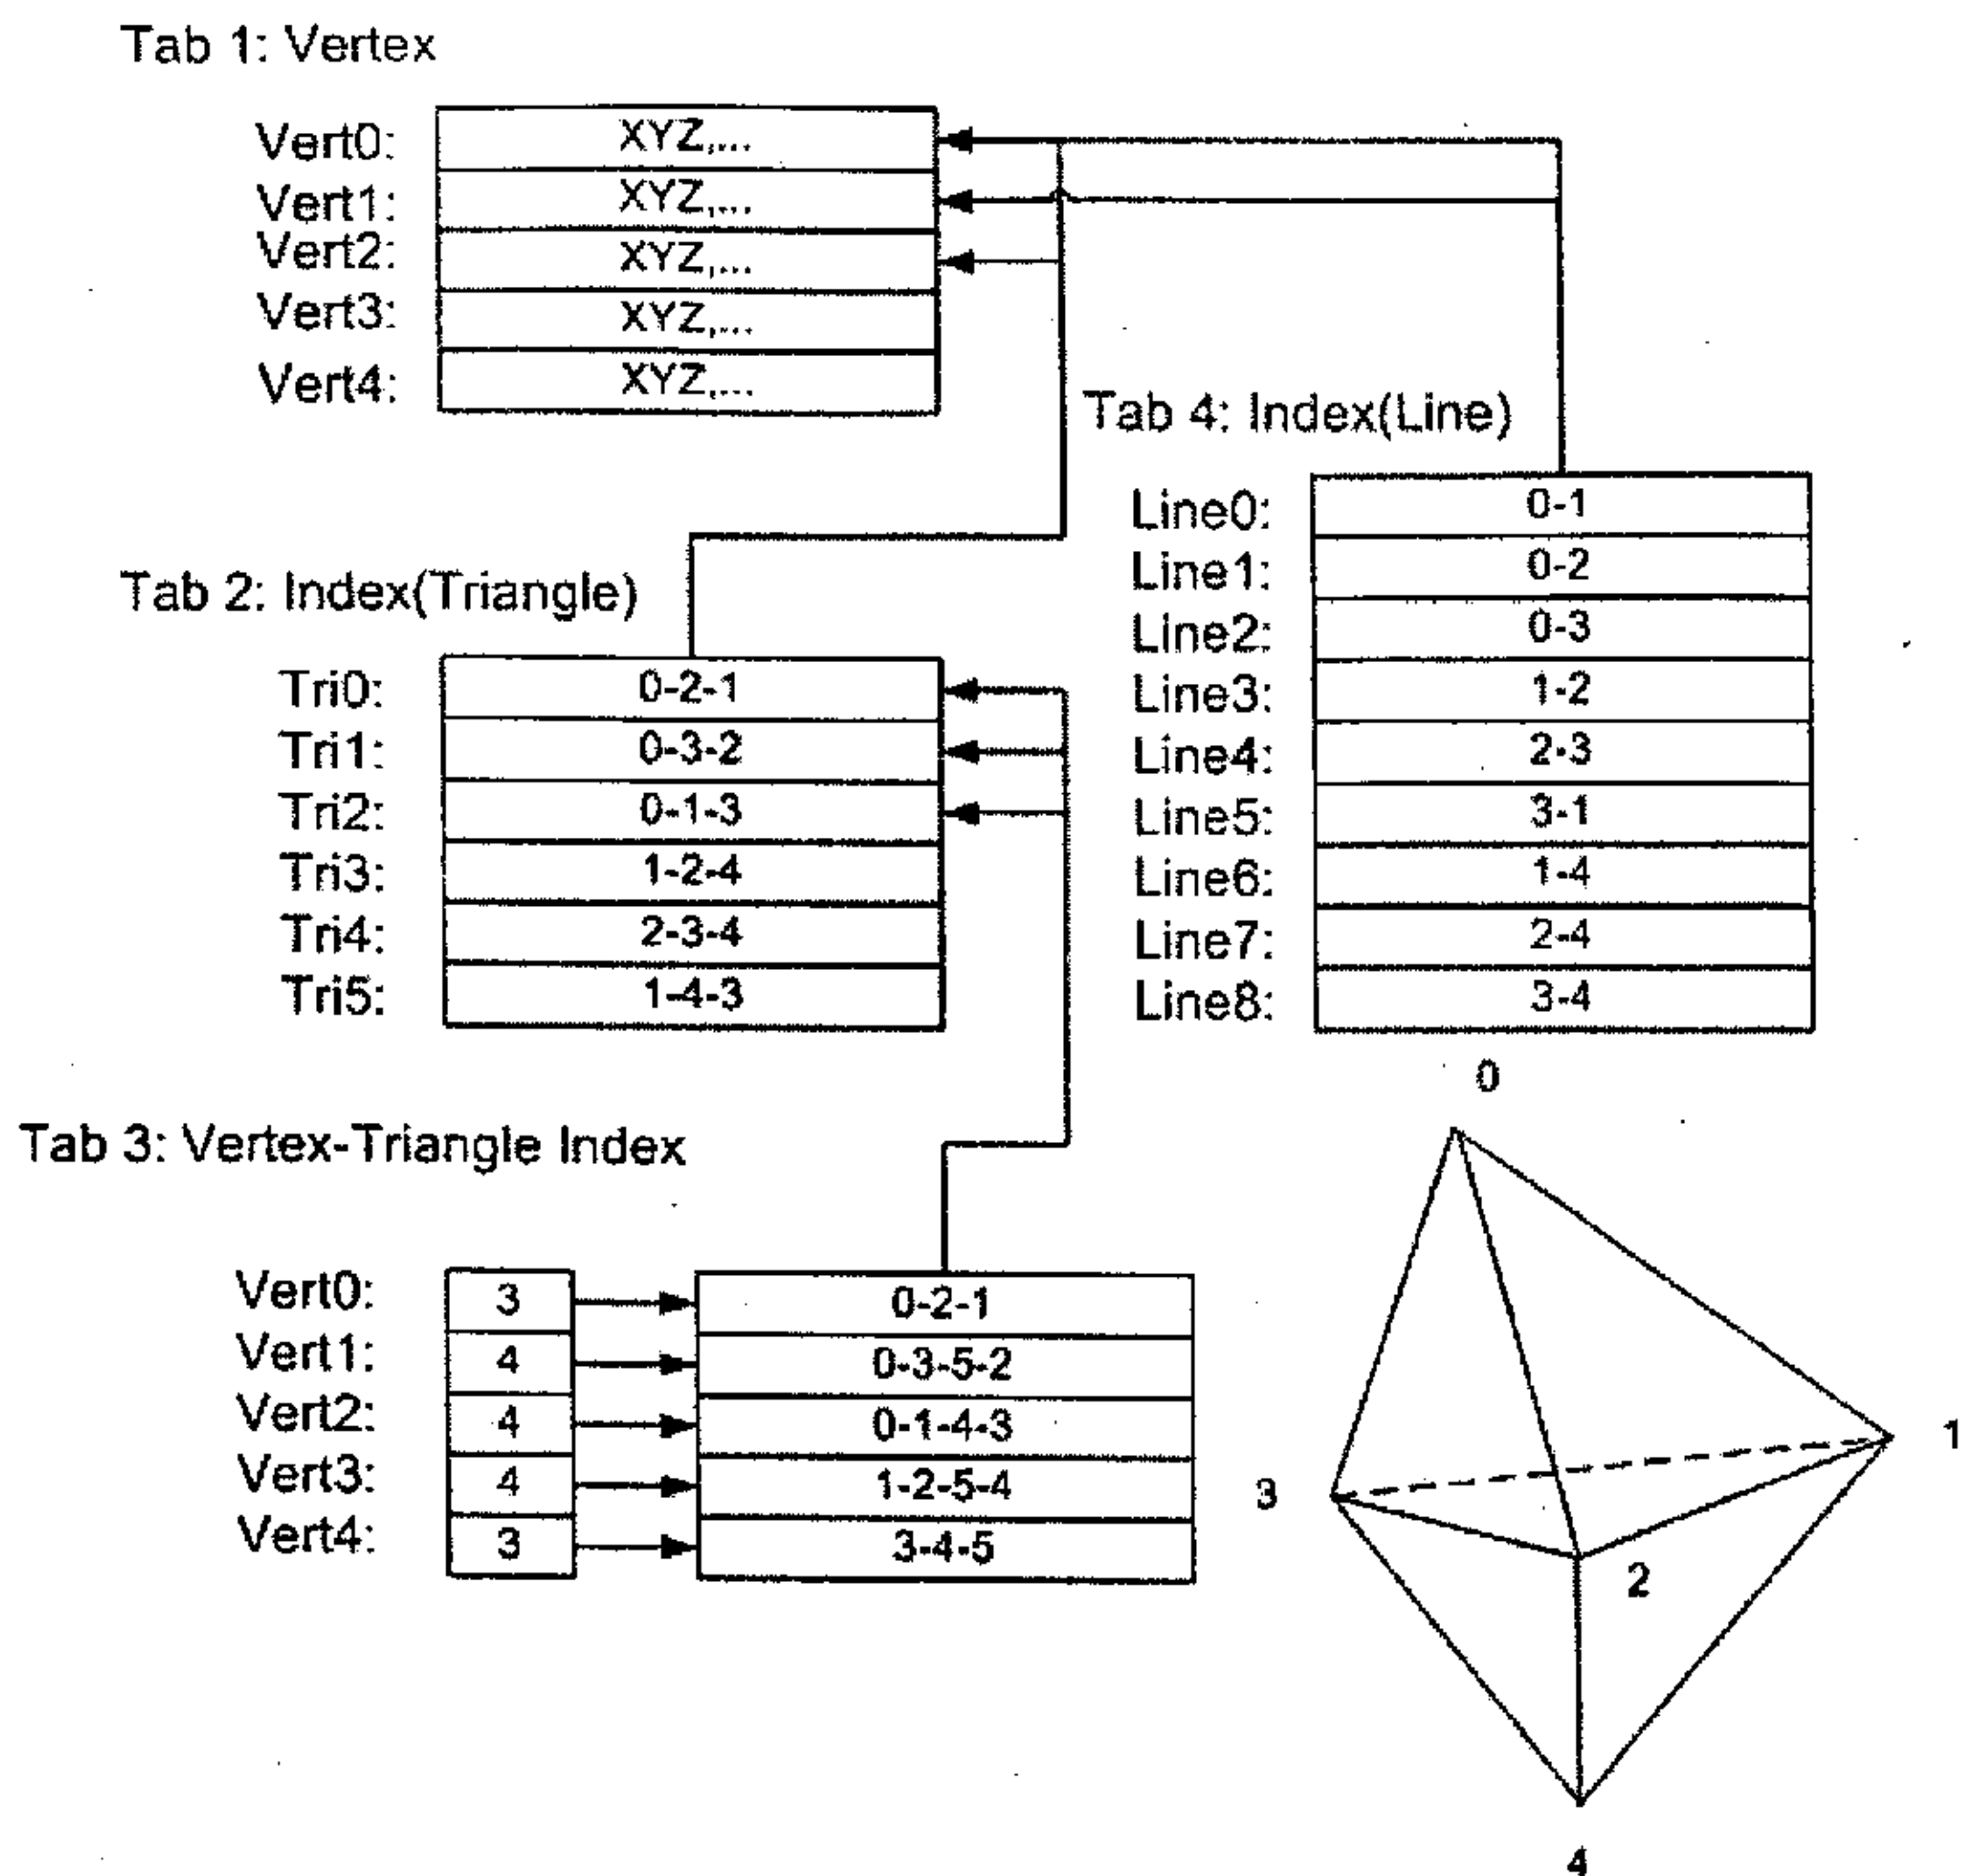 Tab 1: Vertex
Vert0: XYZ,...
Vert1: XYZ,...
Vert2: XYZ,...
Vert3: XYZ,...
Vert4: XYZ,...
Tab 4: Index(Line)
Line0: 0-1
Line1: 0-2
Line2: 0-3
Line3: 1-2
Line4: 2-3
Line5: 3-1
Line6: 1-4
Line7: 2-4
Line8: 3-4
Tab 2: Index(Triangle)
Tri0: 0-2-1
Tri1: 0-3-2
Tri2: 0-1-3
Tri3: 1-2-4
Tri4: 2-3-4
Tri5: 1-4-3
Tab 3: Vertex-Triangle Index
Vert0: 3 0-2-1
Vert1: 4 0-3-5-2
Vert2: 4 0-1-4-3
Vert3: 4 1-2-5-4
Vert4: 3 3-4-5
0
1
3
2
4